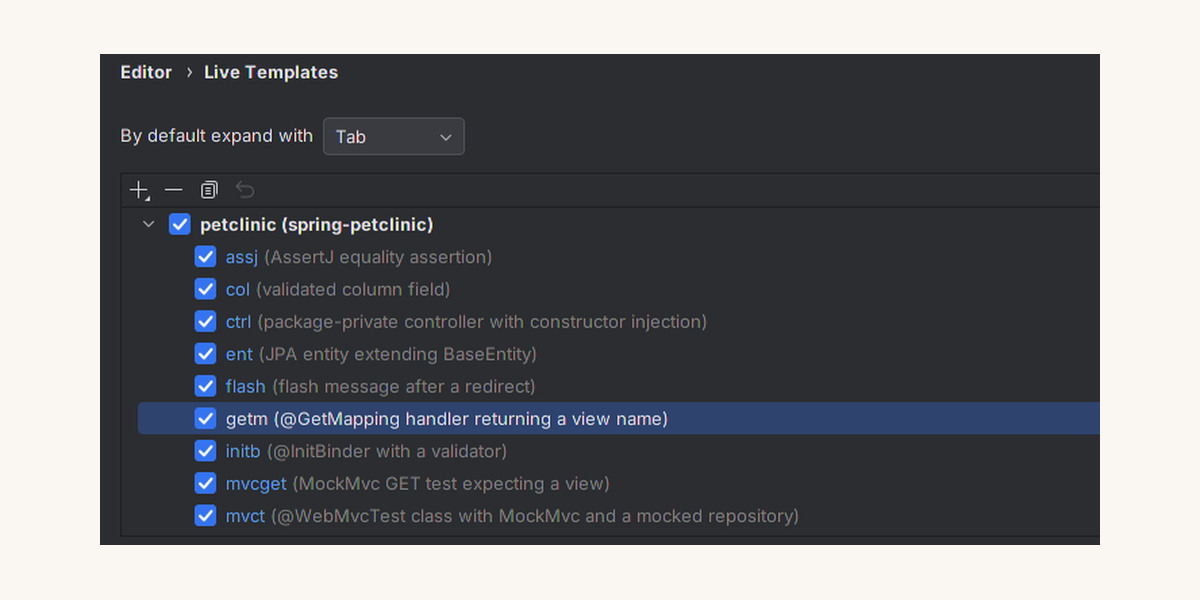 Editor › Live Templates
By default expand with Tab
petclinic (spring-petclinic)
assj (AssertJ equality assertion)
col (validated column field)
ctrl (package-private controller with constructor injection)
ent (JPA entity extending BaseEntity)
flash (flash message after a redirect)
getm (@GetMapping handler returning a view name)
initb (@InitBinder with a validator)
mvcget (MockMvc GET test expecting a view)
mvct (@WebMvcTest class with MockMvc and a mocked repository)